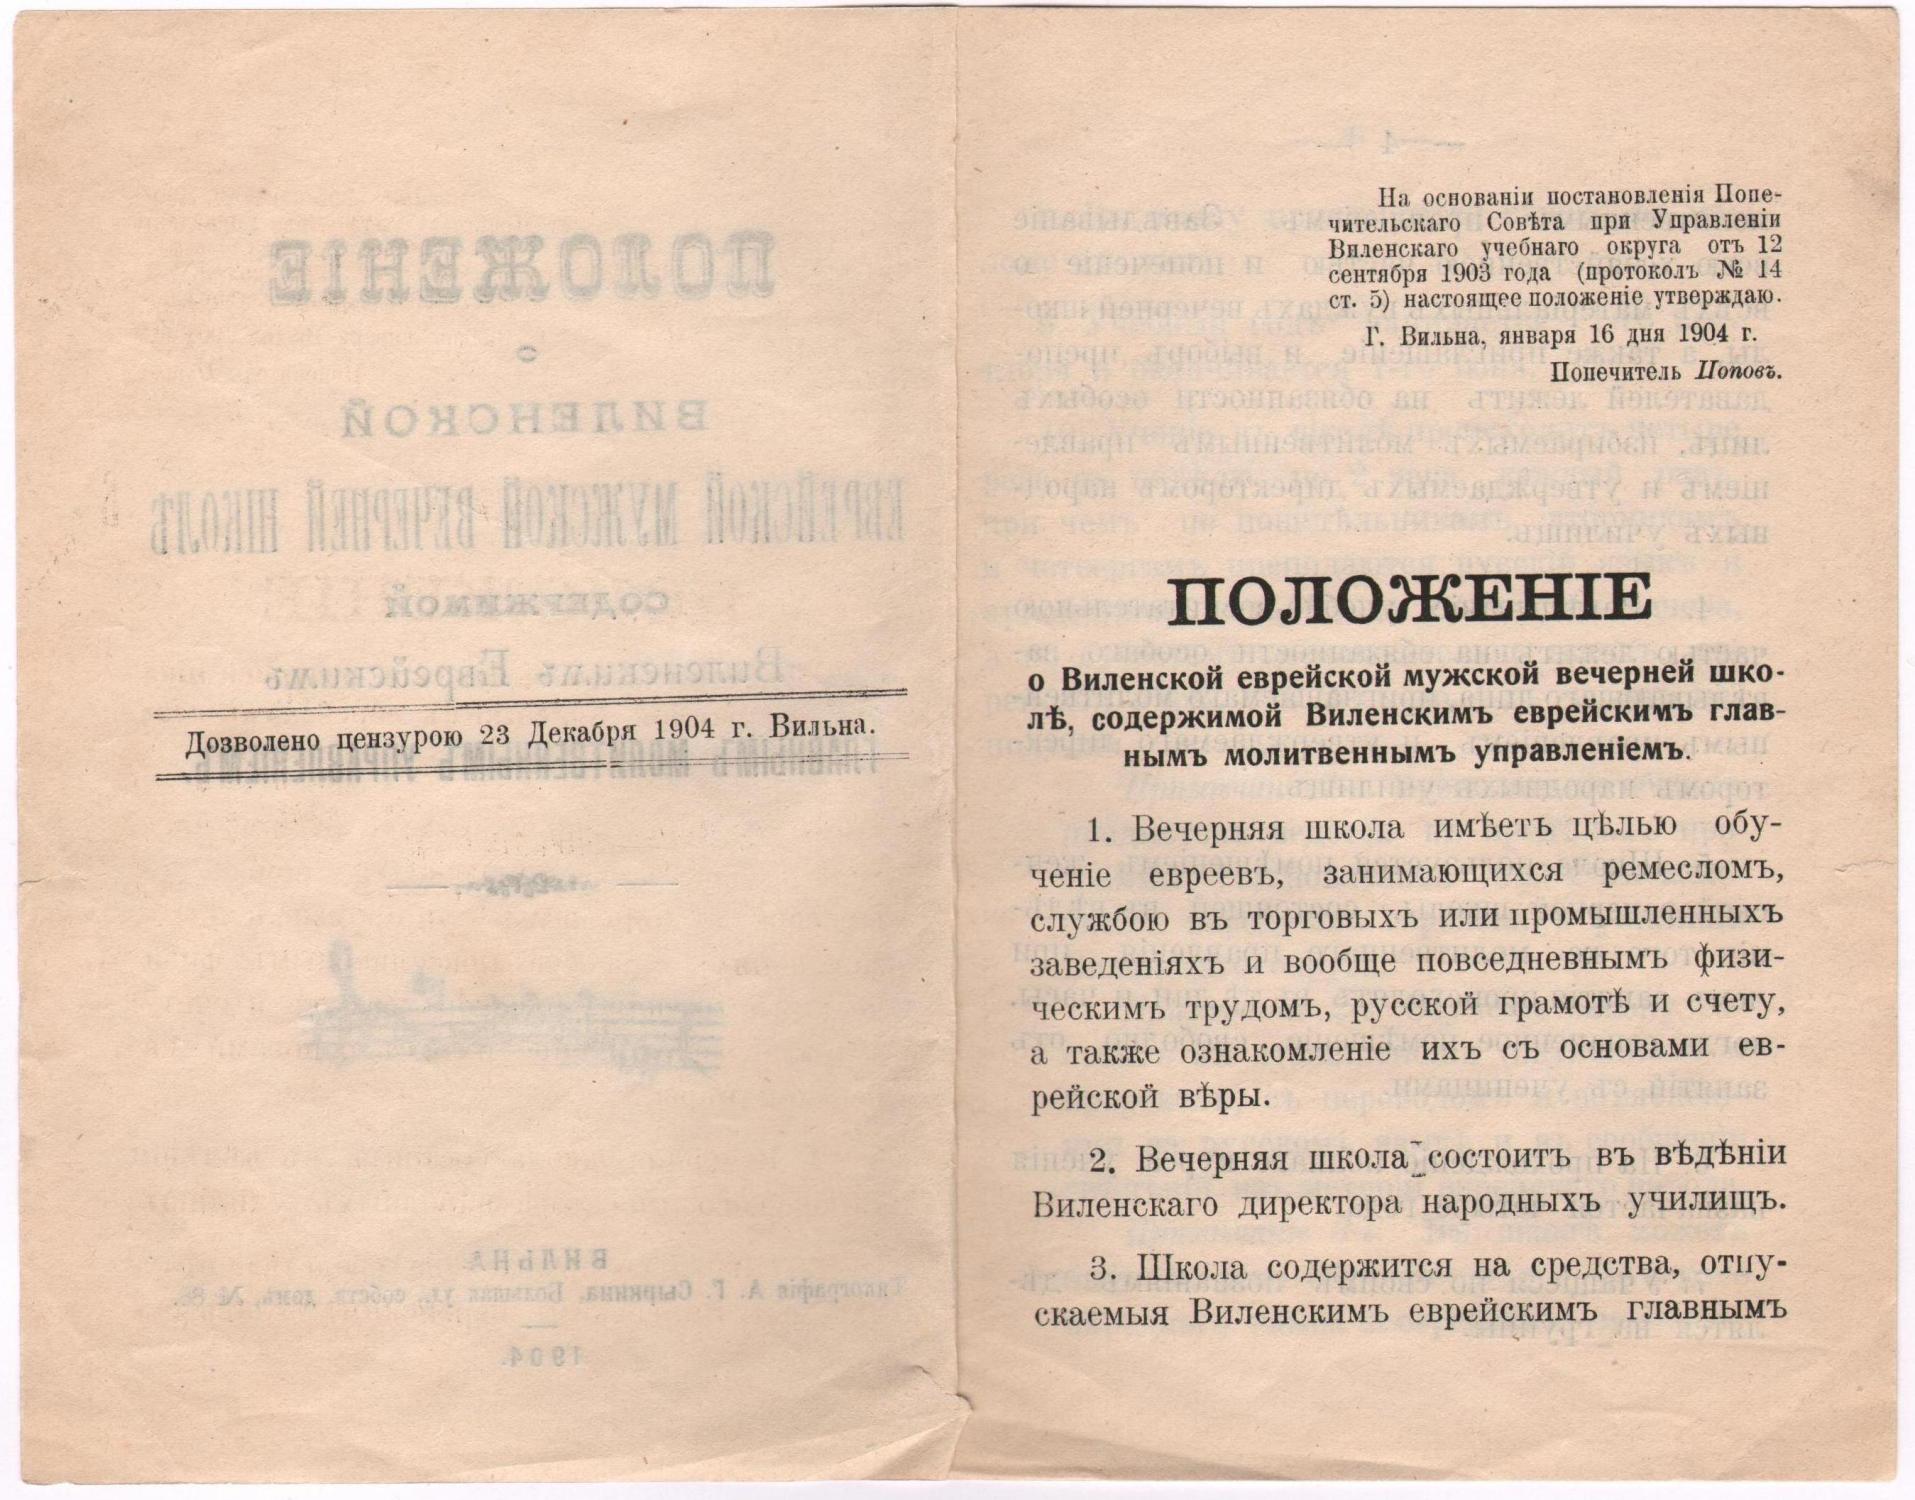 Дозволено цензурою 23 Декабря 1904 г. Вильна.
На основаніи постановленія Попе-
чительскаго Совѣта при Управленіи
Виленскаго учебнаго округа отъ 12
сентября 1903 года (протоколъ № 14
ст. 5) настоящее положеніе утверждаю.
Г. Вильна, января 16 дня 1904 г.
Попечитель Поповъ.
ПОЛОЖЕНІЕ
о Виленской еврейской мужской вечерней шко-
лѣ, содержимой Виленскимъ еврейскимъ глав-
нымъ молитвеннымъ управленіемъ.
1. Вечерняя школа имѣетъ цѣлью обу-
ченіе евреевъ, занимающихся ремесломъ,
службою въ торговыхъ или промышленныхъ
заведеніяхъ и вообще повседневнымъ физи-
ческимъ трудомъ, русской грамотѣ и счету,
а также ознакомленіе ихъ съ основами ев-
рейской вѣры.
2. Вечерняя школа состоитъ въ вѣдѣніи
Виленскаго директора народныхъ училищъ.
3. Школа содержится на средства, отпу-
скаемыя Виленскимъ еврейскимъ главнымъ